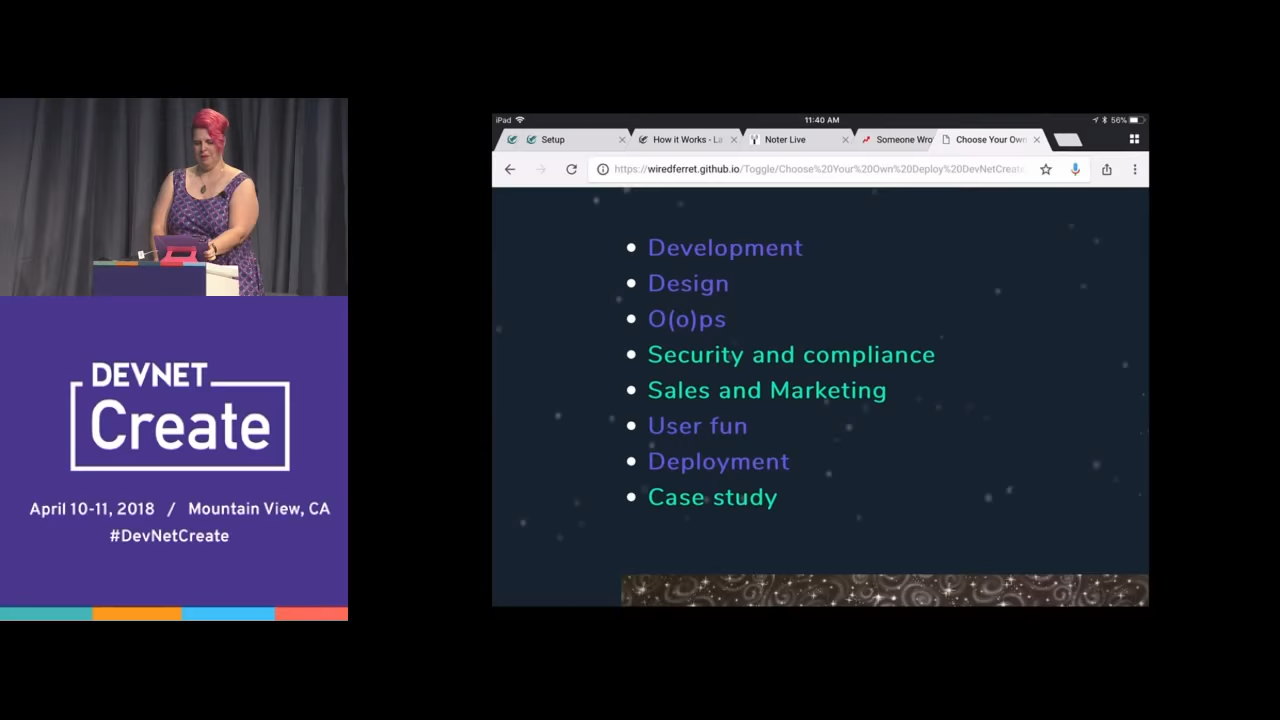 DEVNET
Create
April 10-11, 2018 / Mountain View, CA
#DevNetCreate
iPad
11:40 AM
56%
Setup
How it Works - La
Noter Live
Someone Wro
Choose Your Own
https://wiredferret.github.io/Toggle/Choose%20Your%20Own%20Deploy%20DevNetCreate
Development
Design
O(o)ps
Security and compliance
Sales and Marketing
User fun
Deployment
Case study